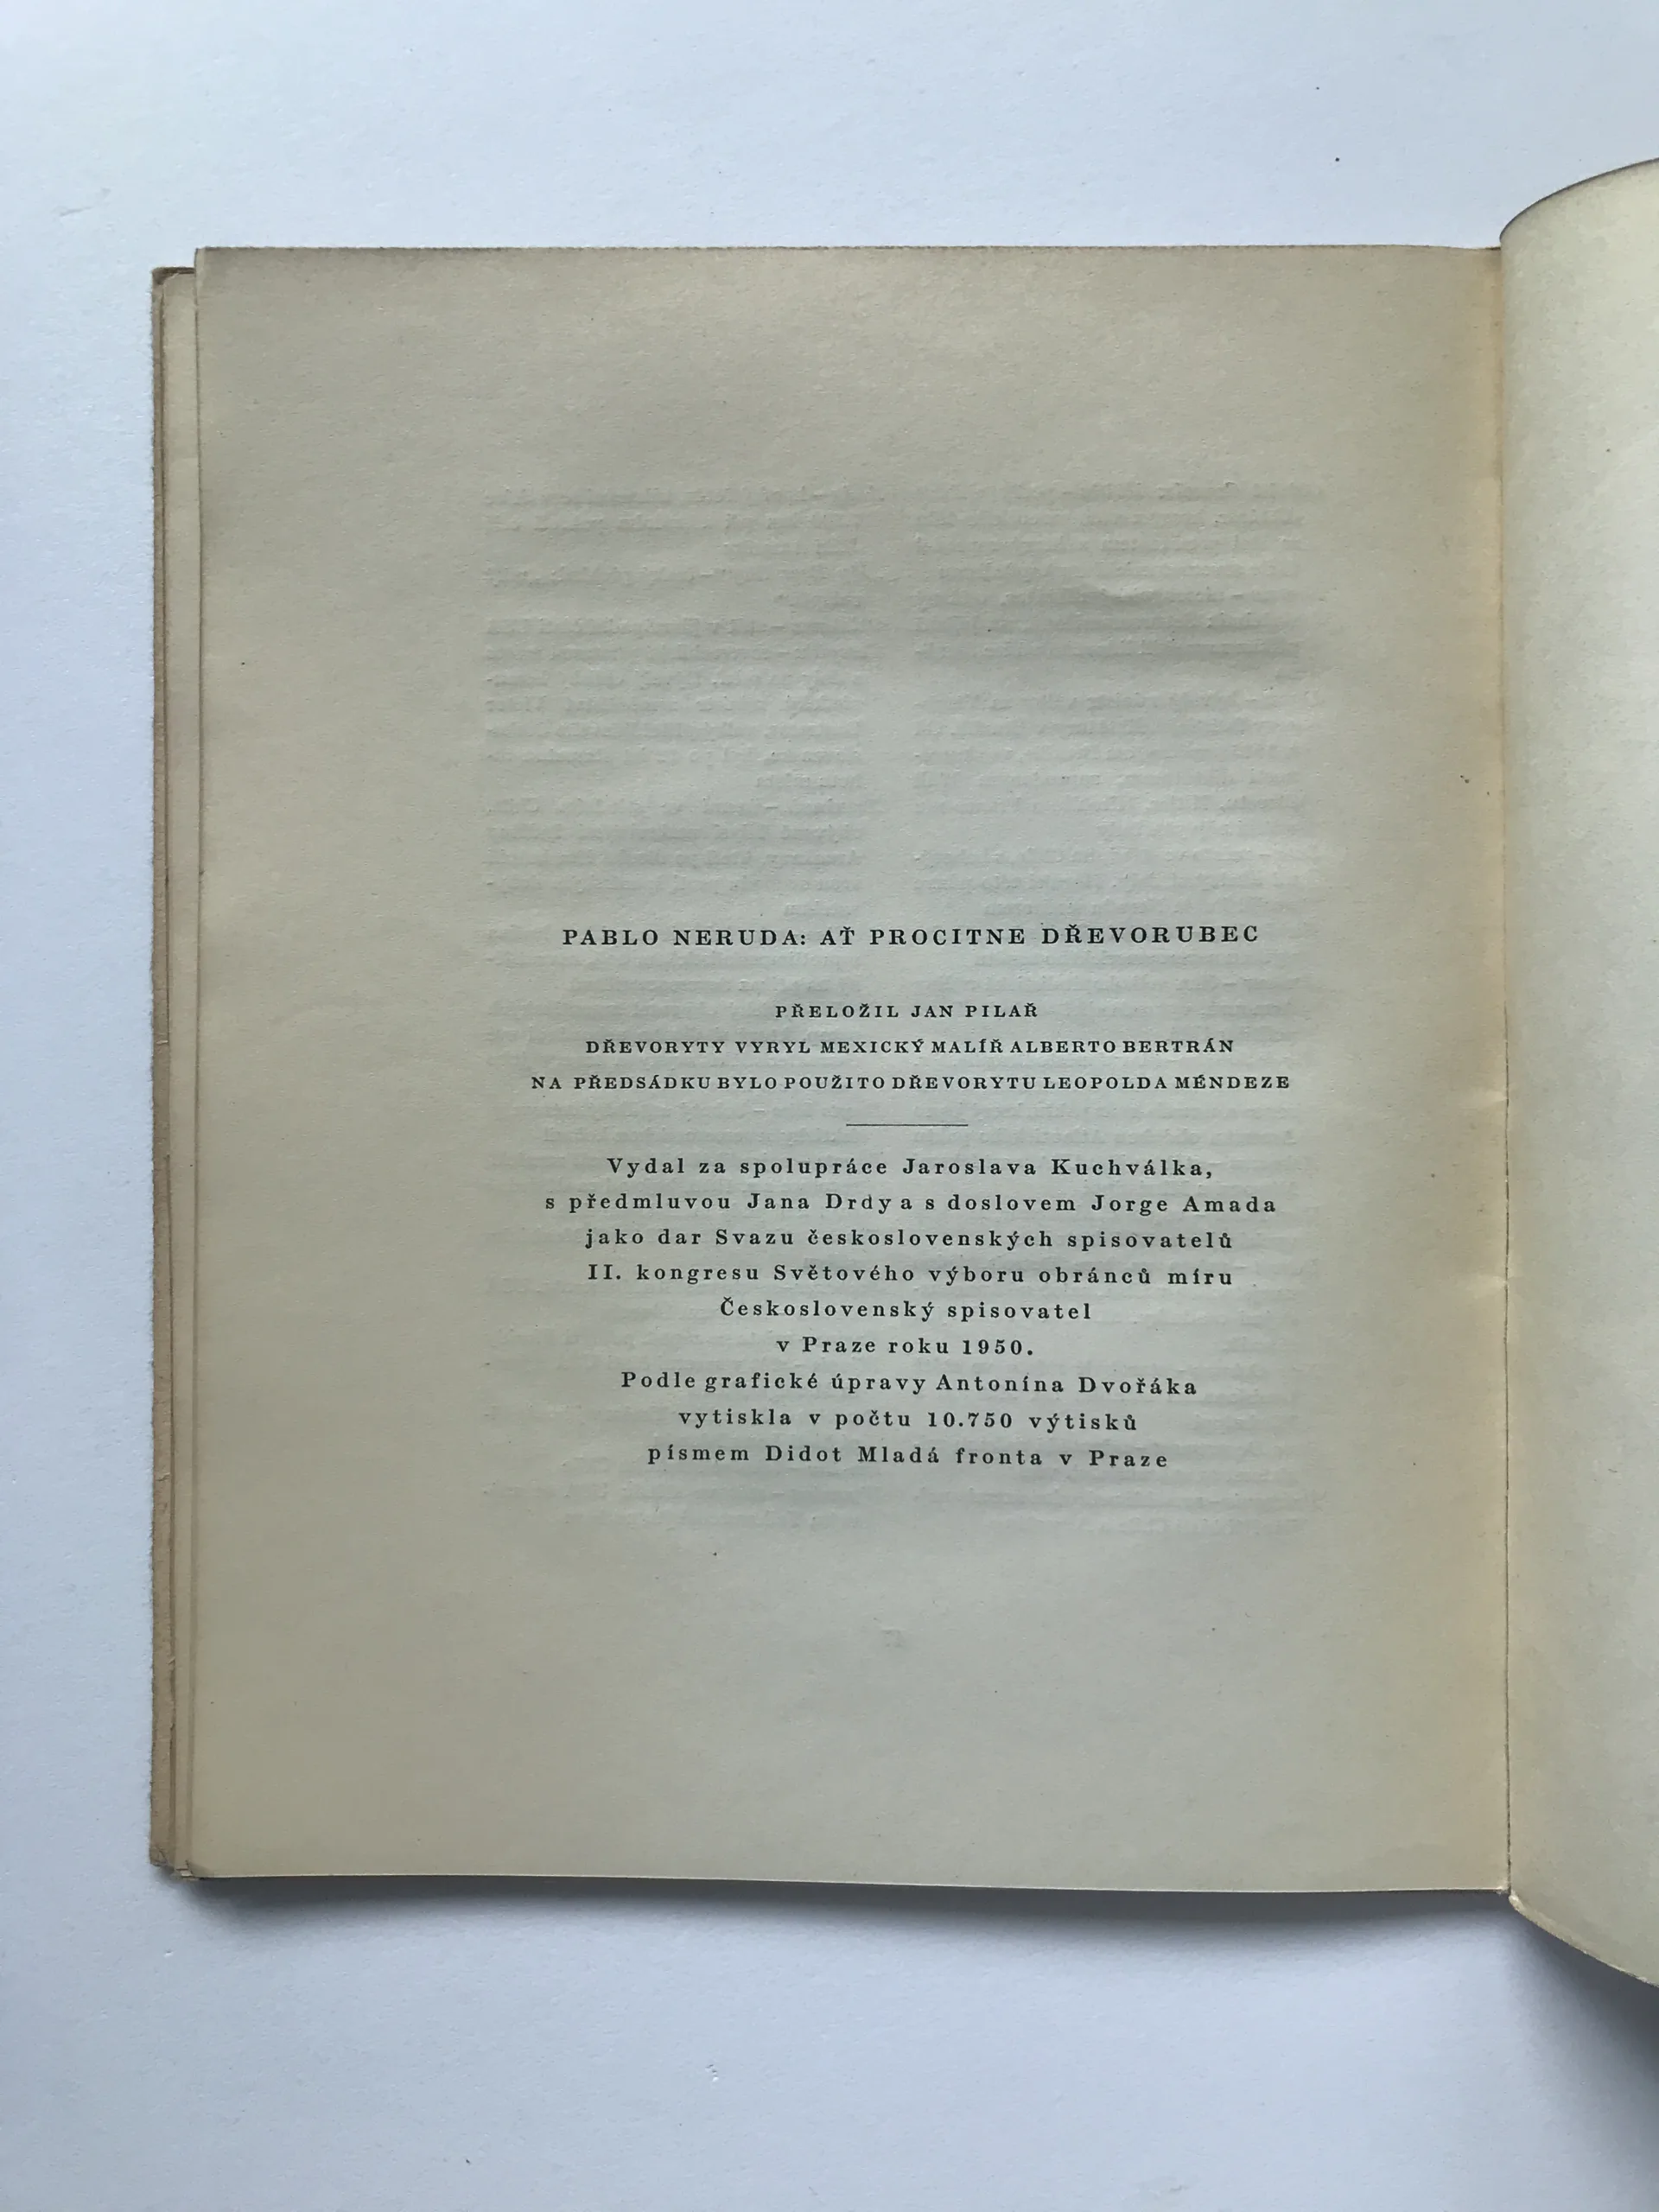 PABLO NERUDA: AŤ PROCITNE DŘEVORUBEC
PŘELOŽIL JAN PILAŘ
DŘEVORYTY VYRYL MEXICKÝ MALÍŘ ALBERTO BERTRÁN
NA PŘEDSÁDKU BYLO POUŽITO DŘEVORYTU LEOPOLDA MÉNDEZE
Vydal za spolupráce Jaroslava Kuchválka,
s předmluvou Jana Drdy a s doslovem Jorge Amada
jako dar Svazu československých spisovatelů
II. kongresu Světového výboru obránců míru
Československý spisovatel
v Praze roku 1950.
Podle grafické úpravy Antonína Dvořáka
vytiskla v počtu 10.750 výtisků
písmem Didot Mladá fronta v Praze